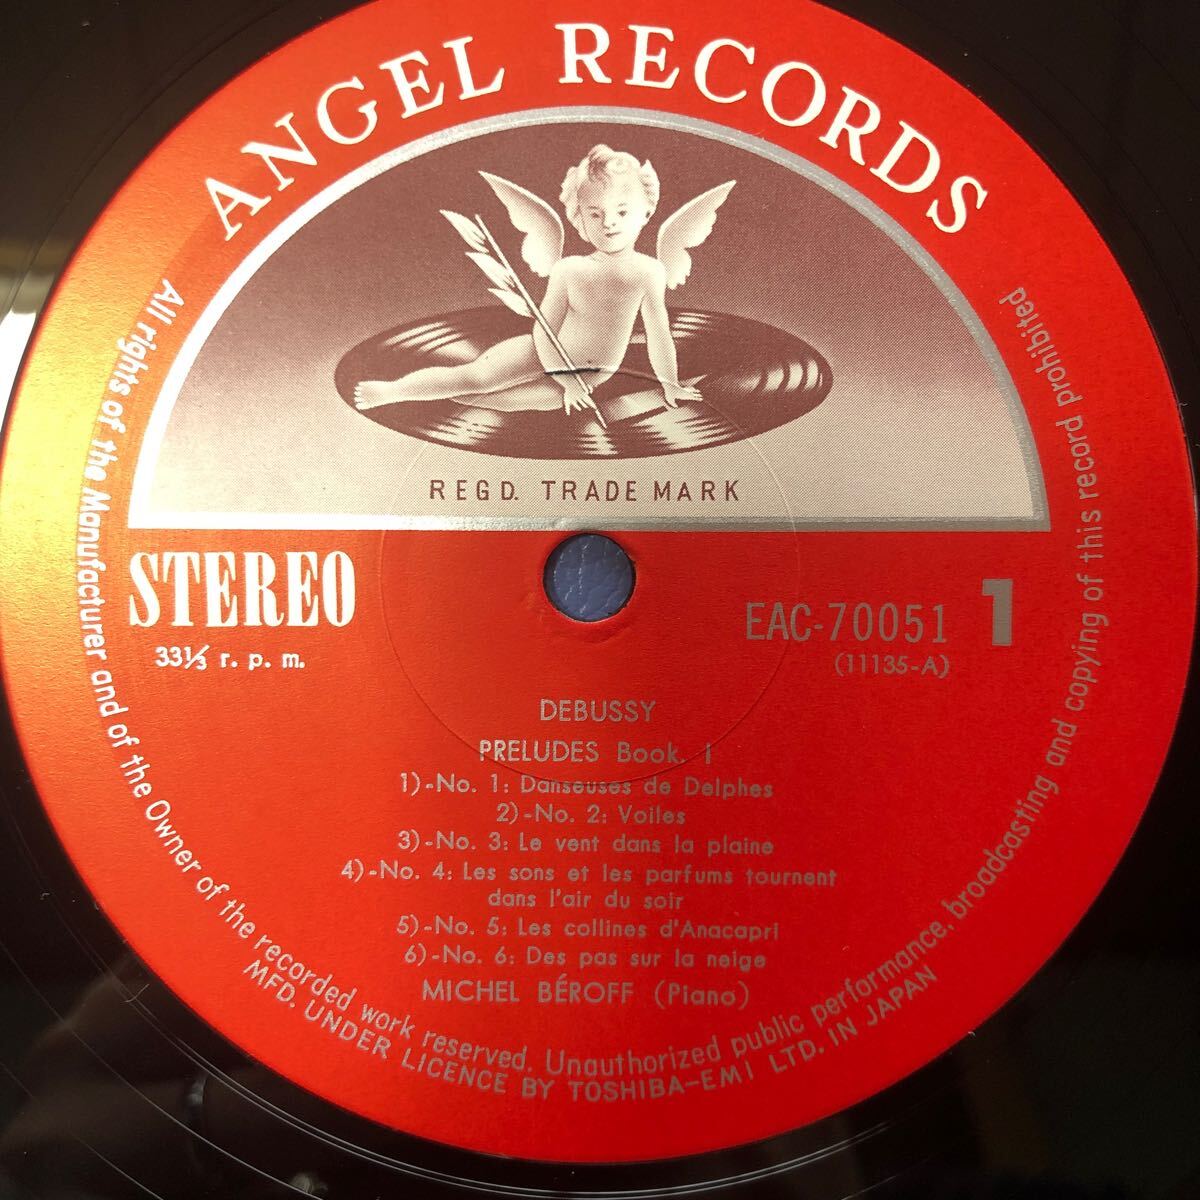 ANGEL RECORDS
REGD. TRADE MARK
STEREO
33⅓ r. p. m.
EAC-70051 1
(11135-A)
DEBUSSY
PRELUDES Book. I
1)-No. 1: Danseuses de Delphes
2)-No. 2: Voiles
3)-No. 3: Le vent dans la plaine
4)-No. 4: Les sons et les parfums tournent
dans l'air du soir
5)-No. 5: Les collines d'Anacapri
6)-No. 6: Des pas sur la neige
MICHEL BÉROFF (Piano)
All rights of the Manufacturer and of the Owner of the recorded work reserved. Unauthorized public performance, broadcasting and copying of this record prohibited
MFD. UNDER LICENCE BY TOSHIBA-EMI LTD. IN JAPAN